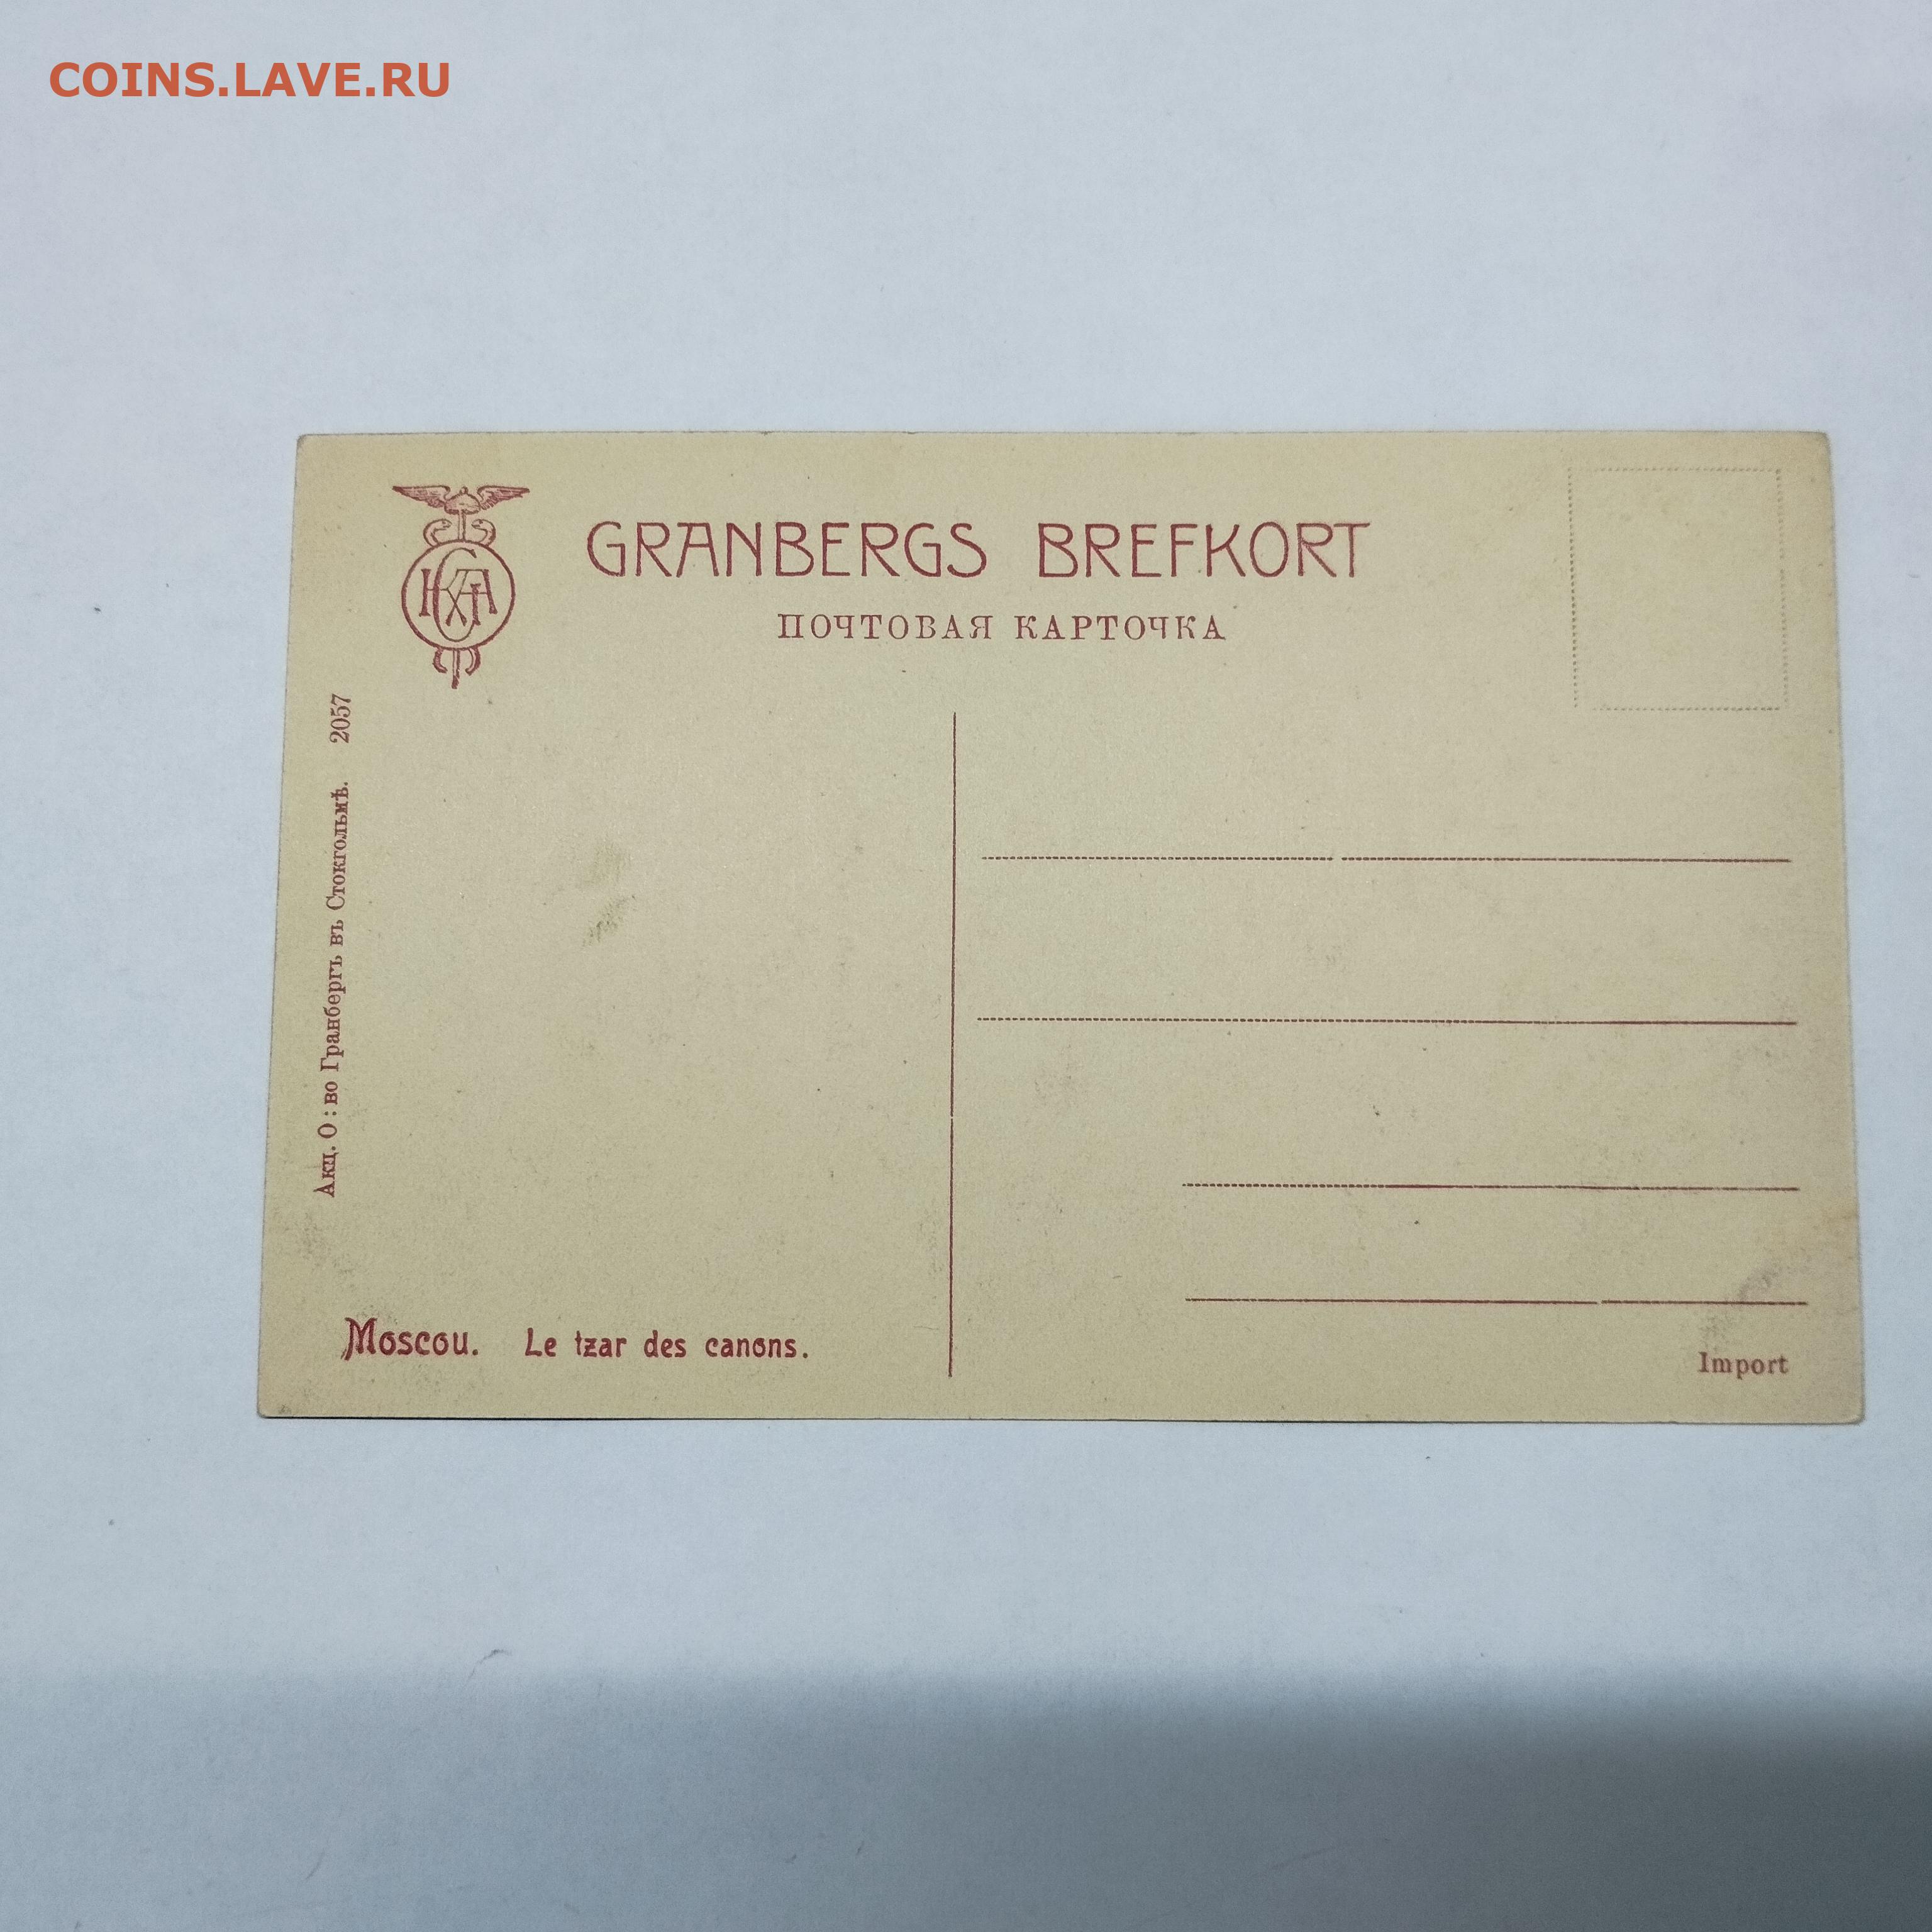 COINS.LAVE.RU
GRANBERGS BREFKORT
ПОЧТОВАЯ КАРТОЧКА
Акц. О: во Гранбергъ въ Стокгольмѣ. 2057
Moscou. Le tzar des canons.
Import